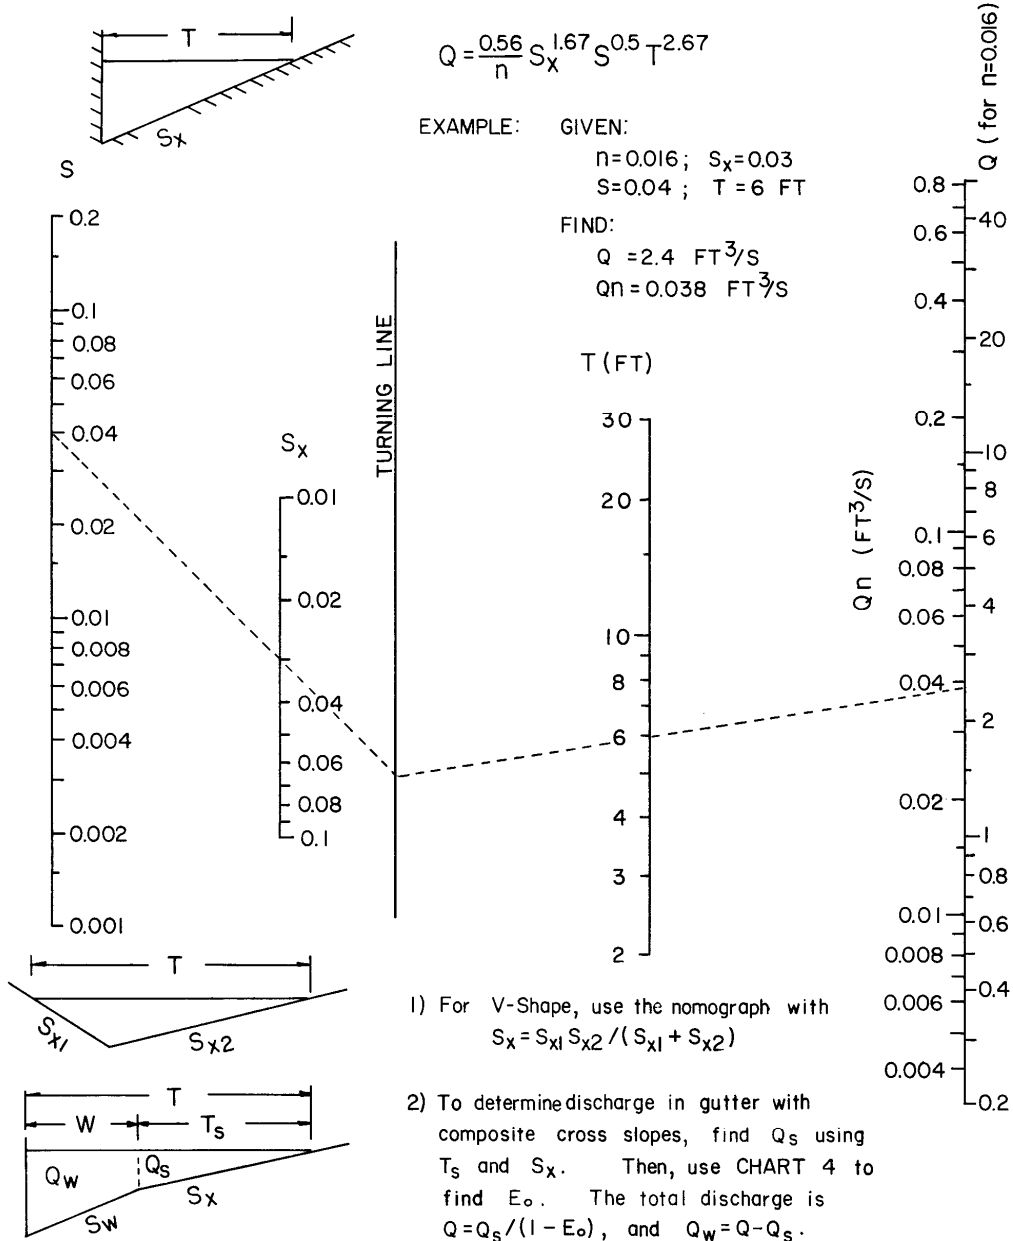 T
Sx
Q = 0.56/n Sx^1.67 S^0.5 T^2.67
EXAMPLE: GIVEN:
n=0.016; Sx=0.03
S=0.04; T=6 FT
FIND:
Q =2.4 FT^3/S
Qn=0.038 FT^3/S
S
0.2
0.1
0.08
0.06
0.04
0.02
0.01
0.008
0.006
0.004
0.002
0.001
Sx
0.01
0.02
0.04
0.06
0.08
0.1
TURNING LINE
T (FT)
30
20
10
8
6
4
3
2
Qn (FT^3/S)
0.8
0.6
0.4
0.2
0.1
0.08
0.06
0.04
0.02
0.01
0.008
0.006
0.004
Q (for n=0.016)
40
20
10
8
6
4
2
1
0.8
0.6
0.4
0.2
T
Sx1
Sx2
1) For V-Shape, use the nomograph with
Sx = Sx1 Sx2 /(Sx1 + Sx2)
T
W
Ts
Qw
Qs
Sw
Sx
2) To determine discharge in gutter with
composite cross slopes, find Qs using
Ts and Sx. Then, use CHART 4 to
find Eo. The total discharge is
Q=Qs/(1-Eo), and Qw=Q-Qs.